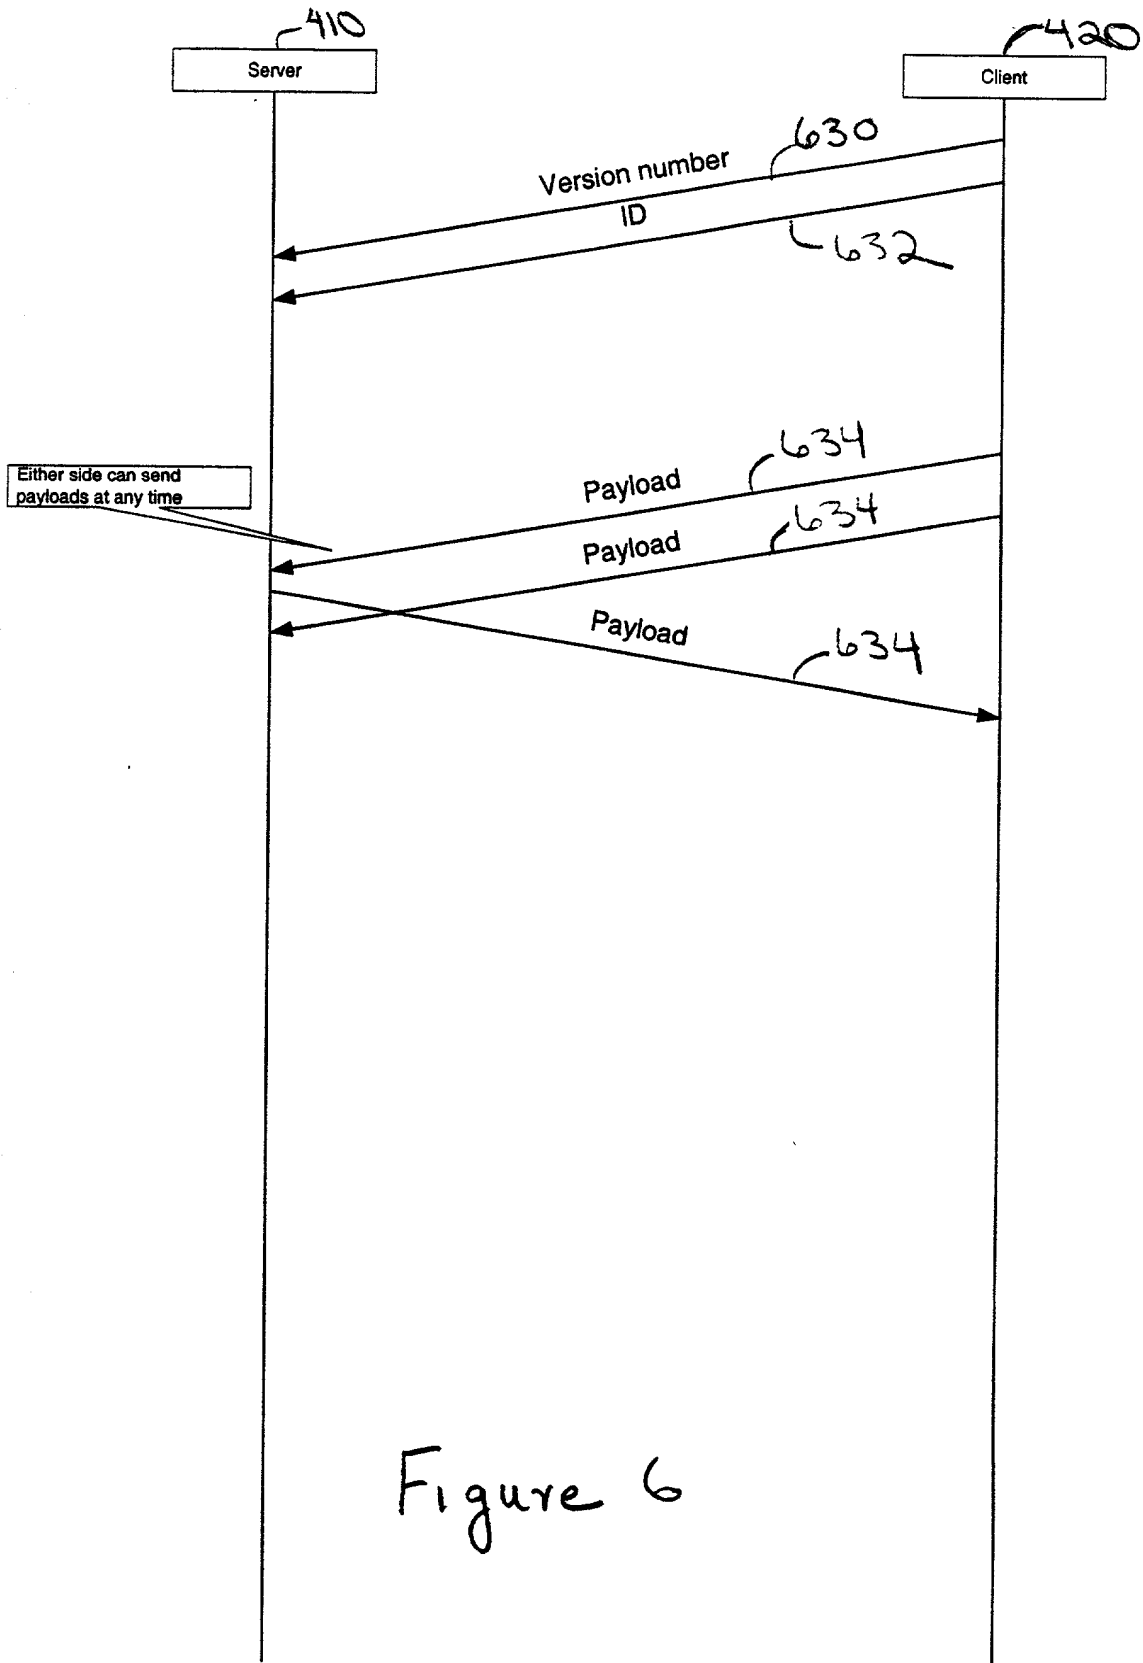 410
420
Server
Client
630
Version number
ID
632
634
Payload
Either side can send
payloads at any time
634
Payload
Payload
634
Figure 6